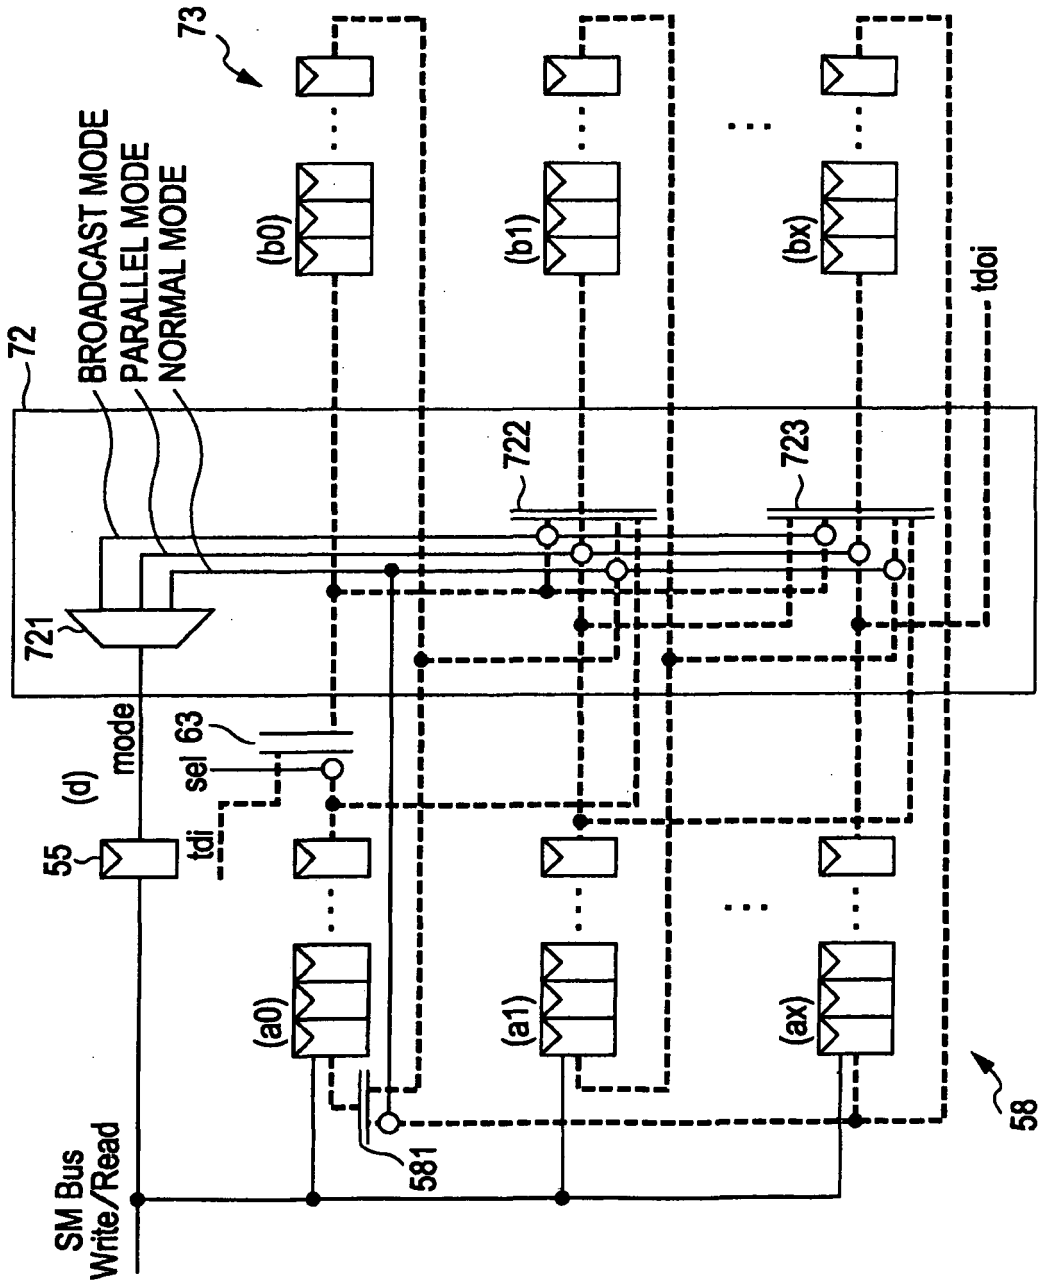 SM Bus
Write/Read
55
(d)
mode
721
72
BROADCAST MODE
PARALLEL MODE
NORMAL MODE
73
tdi
sel
63
(a0)
(b0)
581
(a1)
722
(b1)
(ax)
723
(bx)
tdoi
58